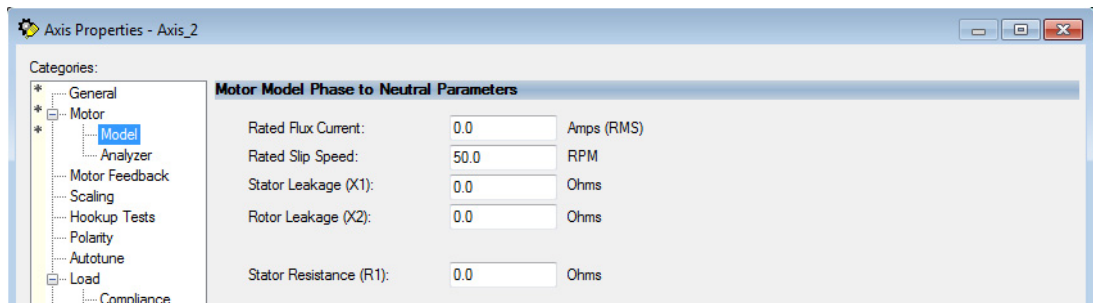 Axis Properties - Axis_2
Categories:
* General
* Motor
* Model
Analyzer
Motor Feedback
Scaling
Hookup Tests
Polarity
Autotune
Load
Compliance
Motor Model Phase to Neutral Parameters
Rated Flux Current: 0.0 Amps (RMS)
Rated Slip Speed: 50.0 RPM
Stator Leakage (X1): 0.0 Ohms
Rotor Leakage (X2): 0.0 Ohms
Stator Resistance (R1): 0.0 Ohms